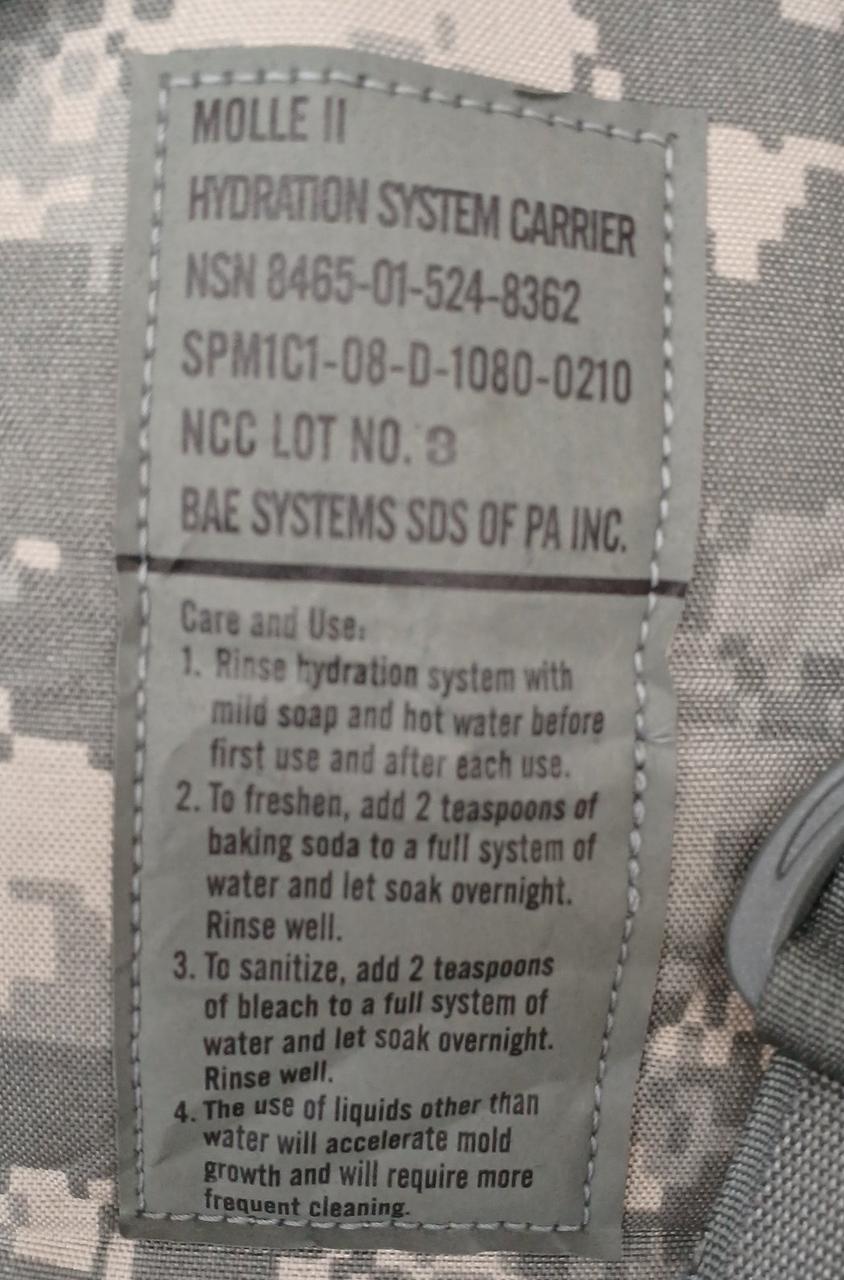 MOLLE II
HYDRATION SYSTEM CARRIER
NSN 8465-01-524-8362
SPM1C1-08-D-1080-0210
NCC LOT NO. 3
BAE SYSTEMS SDS OF PA INC.
Care and Use:
1. Rinse hydration system with
mild soap and hot water before
first use and after each use.
2. To freshen, add 2 teaspoons of
baking soda to a full system of
water and let soak overnight.
Rinse well.
3. To sanitize, add 2 teaspoons
of bleach to a full system of
water and let soak overnight.
Rinse well.
4. The use of liquids other than
water will accelerate mold
growth and will require more
frequent cleaning.